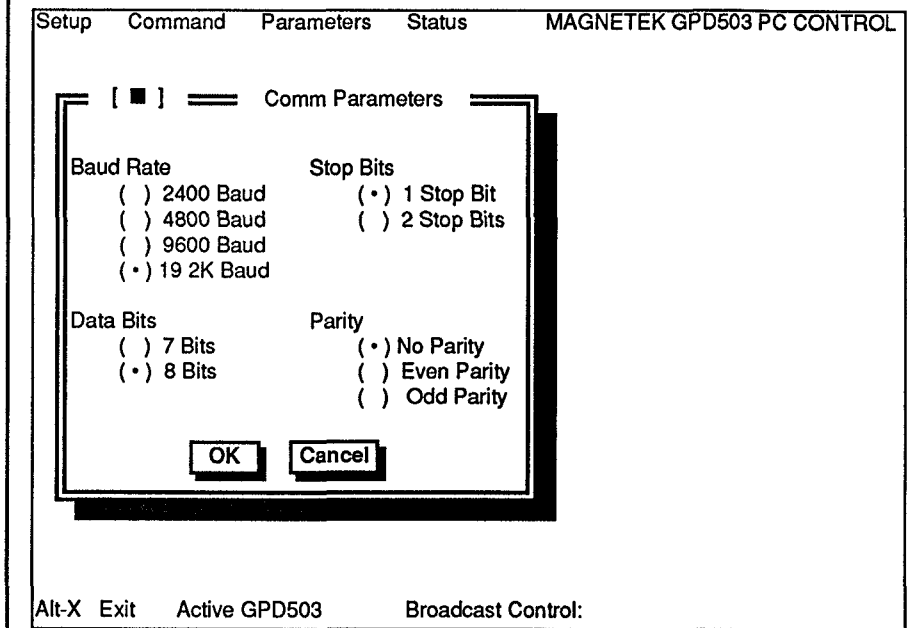 Setup Command Parameters Status MAGNETEK GPD503 PC CONTROL
[ ■ ] Comm Parameters
Baud Rate
( ) 2400 Baud
( ) 4800 Baud
( ) 9600 Baud
(•) 19 2K Baud
Stop Bits
(•) 1 Stop Bit
( ) 2 Stop Bits
Data Bits
( ) 7 Bits
(•) 8 Bits
Parity
(•) No Parity
( ) Even Parity
( ) Odd Parity
OK Cancel
Alt-X Exit Active GPD503 Broadcast Control: